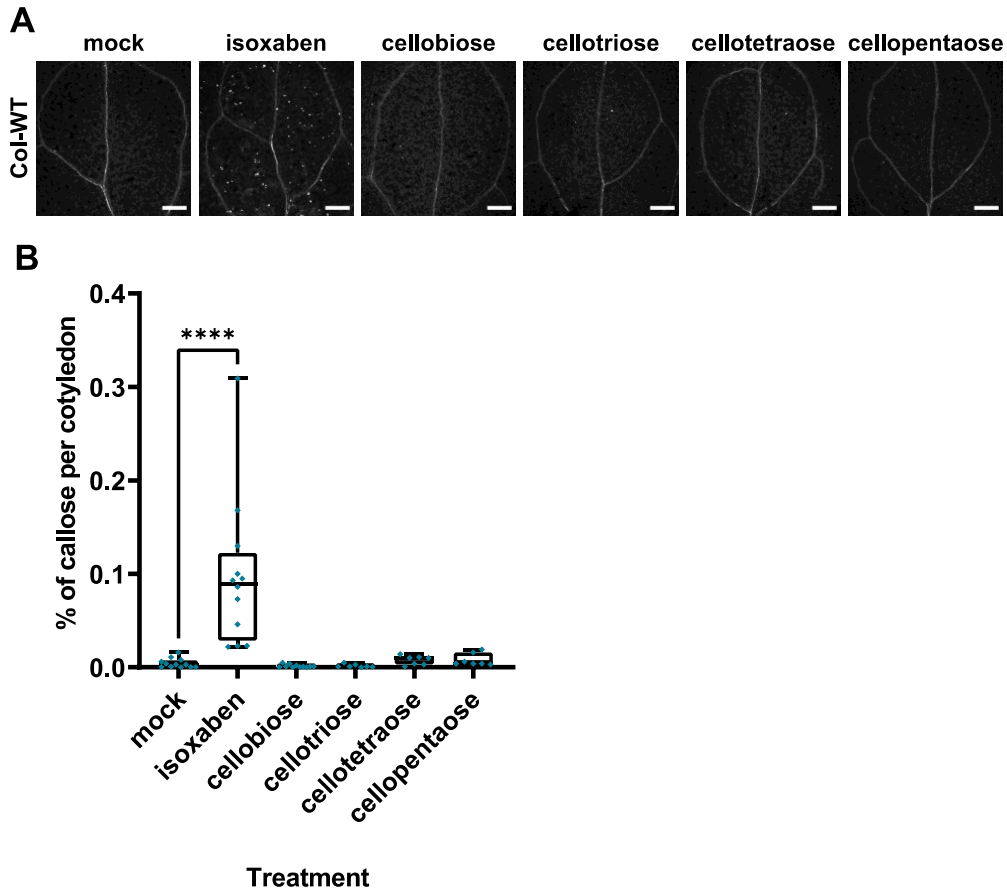 A
mock isoxaben cellobiose cellotriose cellotetraose cellopentaose
Col-WT
B
% of callose per cotyledon
0.4
0.3
0.2
0.1
0.0
****
mock
isoxaben
cellobiose
cellotriose
cellotetraose
cellopentaose
Treatment